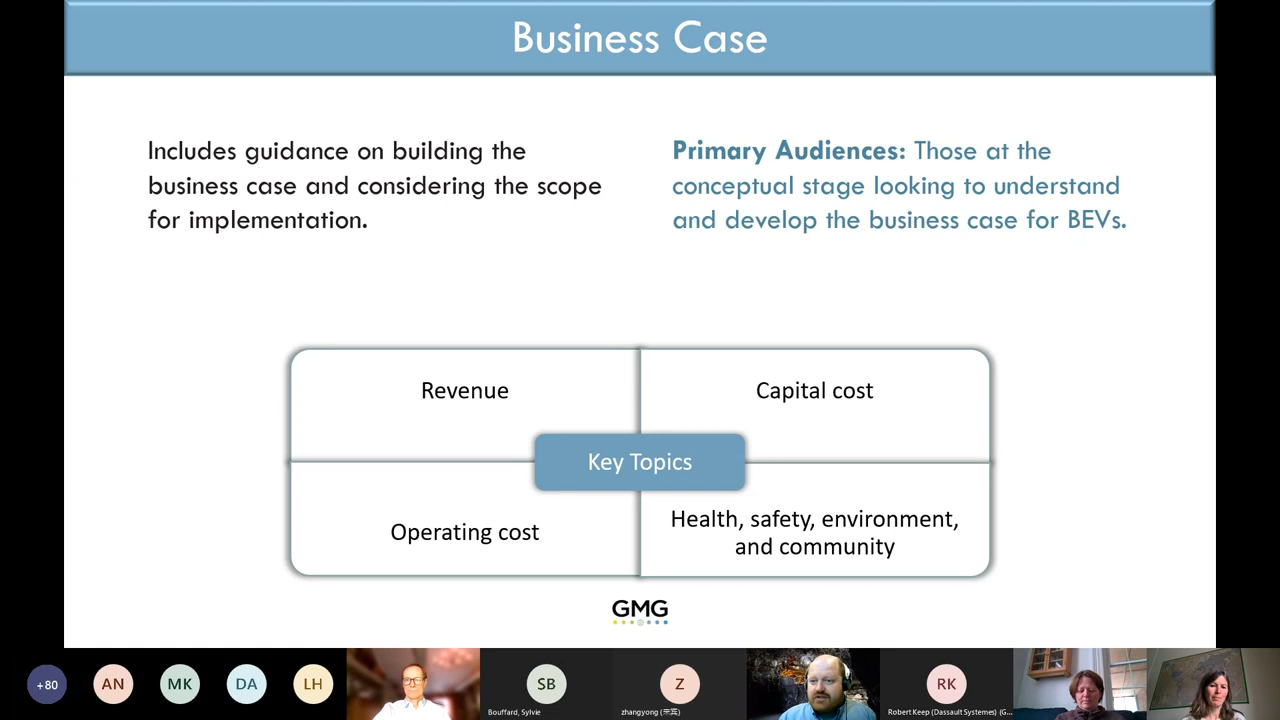 Business Case
Includes guidance on building the
business case and considering the scope
for implementation.
Primary Audiences: Those at the
conceptual stage looking to understand
and develop the business case for BEVs.
Revenue
Capital cost
Key Topics
Operating cost
Health, safety, environment,
and community
GMG
+80
AN
MK
DA
LH
SB
Bouffard, Sylvie
Z
zhangyong (宋宾)
RK
Robert Keep (Dassault Systemes) (G...